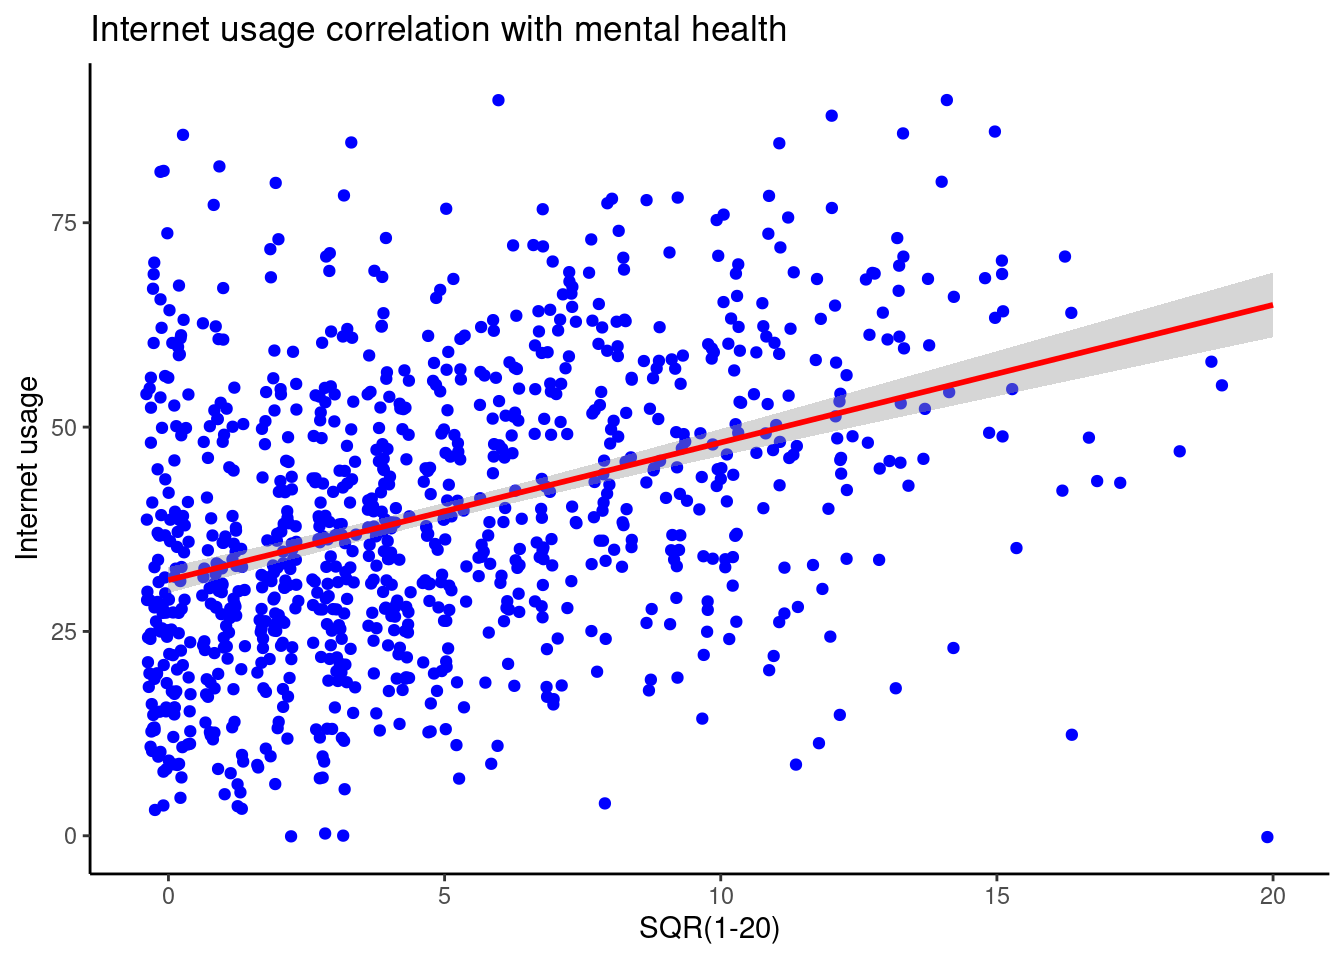 Internet usage correlation with mental health
Internet usage
75
50
25
0
0 5 10 15 20
SQR(1-20)